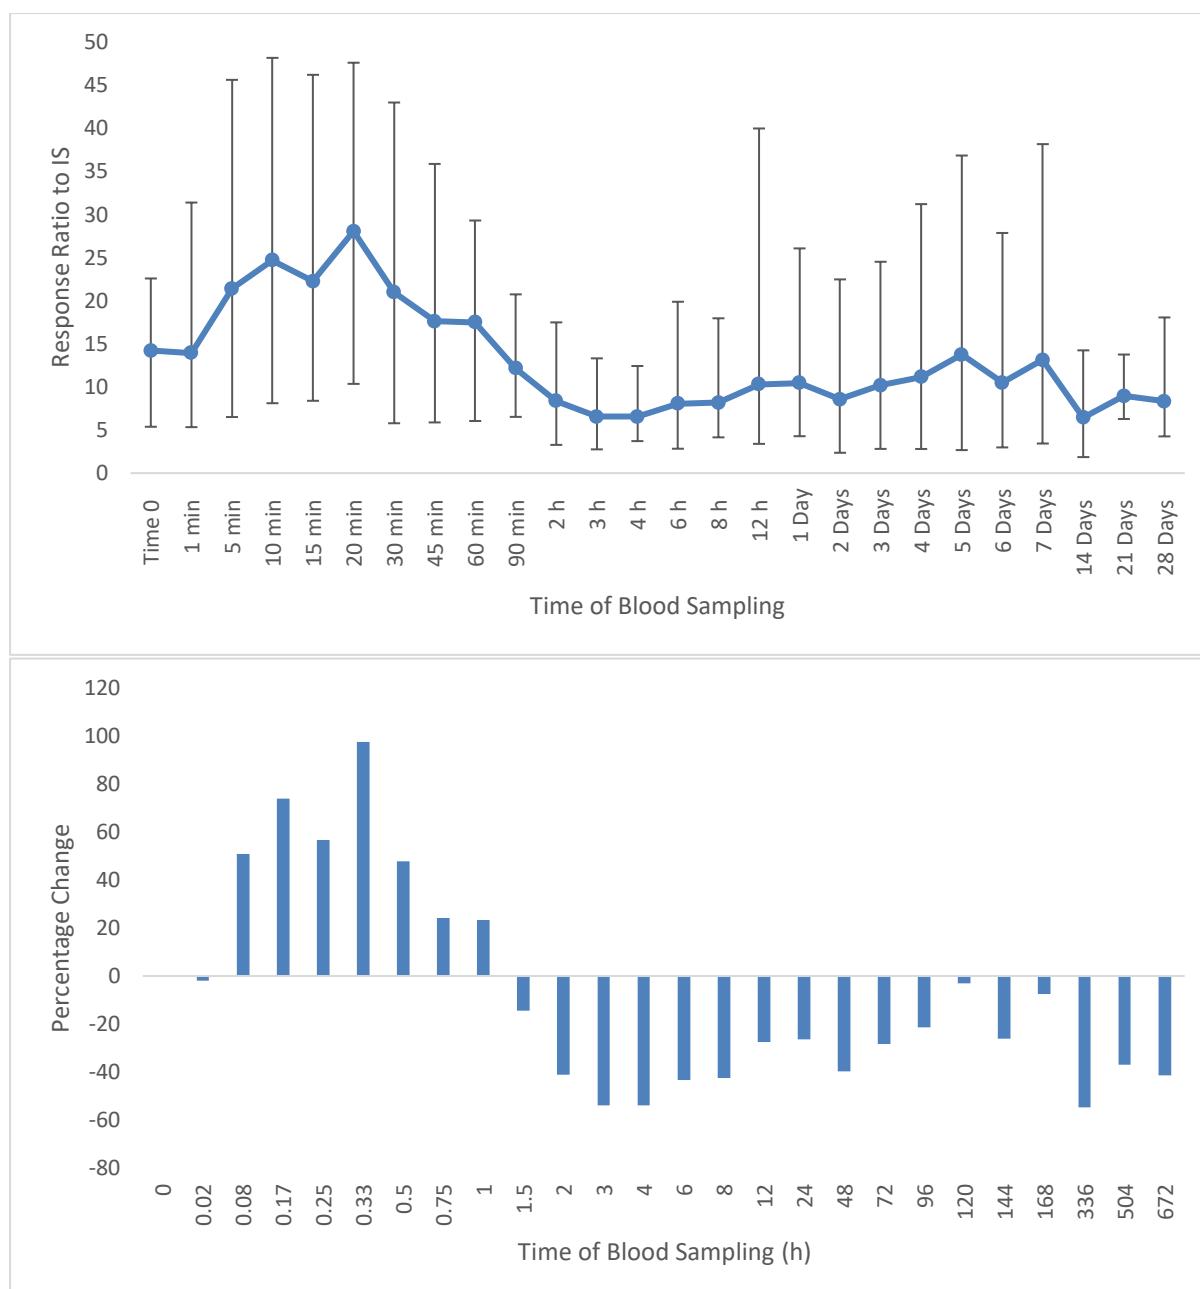 50
45
40
35
30
25
20
15
10
5
0
Response Ratio to IS
Time 0
1 min
5 min
10 min
15 min
20 min
30 min
45 min
60 min
90 min
2 h
3 h
4 h
6 h
8 h
12 h
1 Day
2 Days
3 Days
4 Days
5 Days
6 Days
7 Days
14 Days
21 Days
28 Days
Time of Blood Sampling
120
100
80
60
40
20
0
-20
-40
-60
-80
Percentage Change
0
0.02
0.08
0.17
0.25
0.33
0.5
0.75
1
1.5
2
3
4
6
8
12
24
48
72
96
120
144
168
336
504
672
Time of Blood Sampling (h)